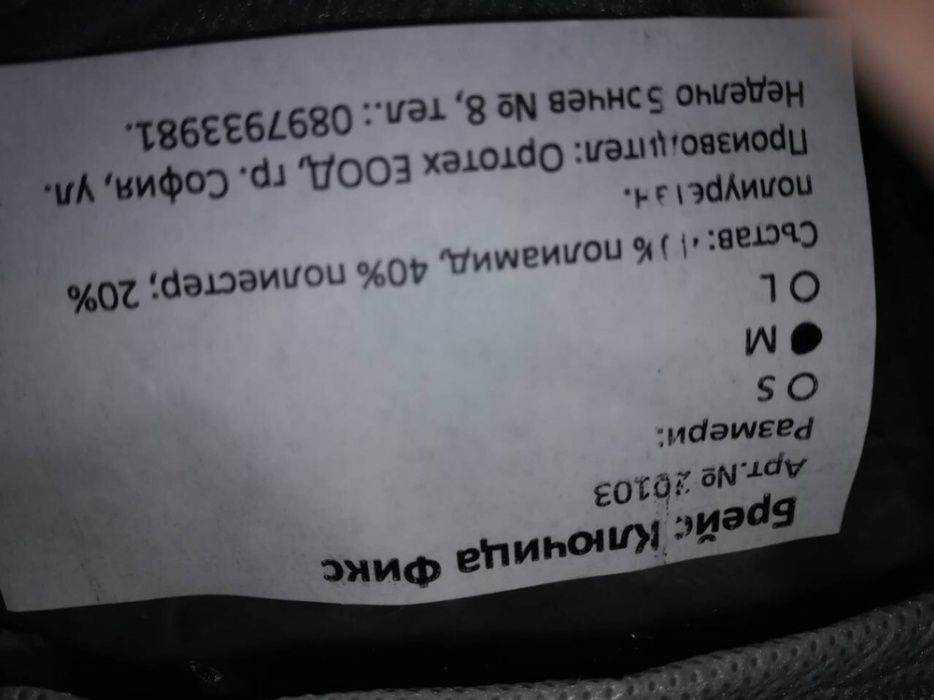 Брейс Ключица Фикс
Арт.№ 20103
Размери:
S
M
L
Състав: % полиамид, 40% полиестер; 20%
полиуретан.
Производител: Ортотех ЕООД, гр. София, ул.
Неделчо Бончев № 8, тел.: 0897933981.